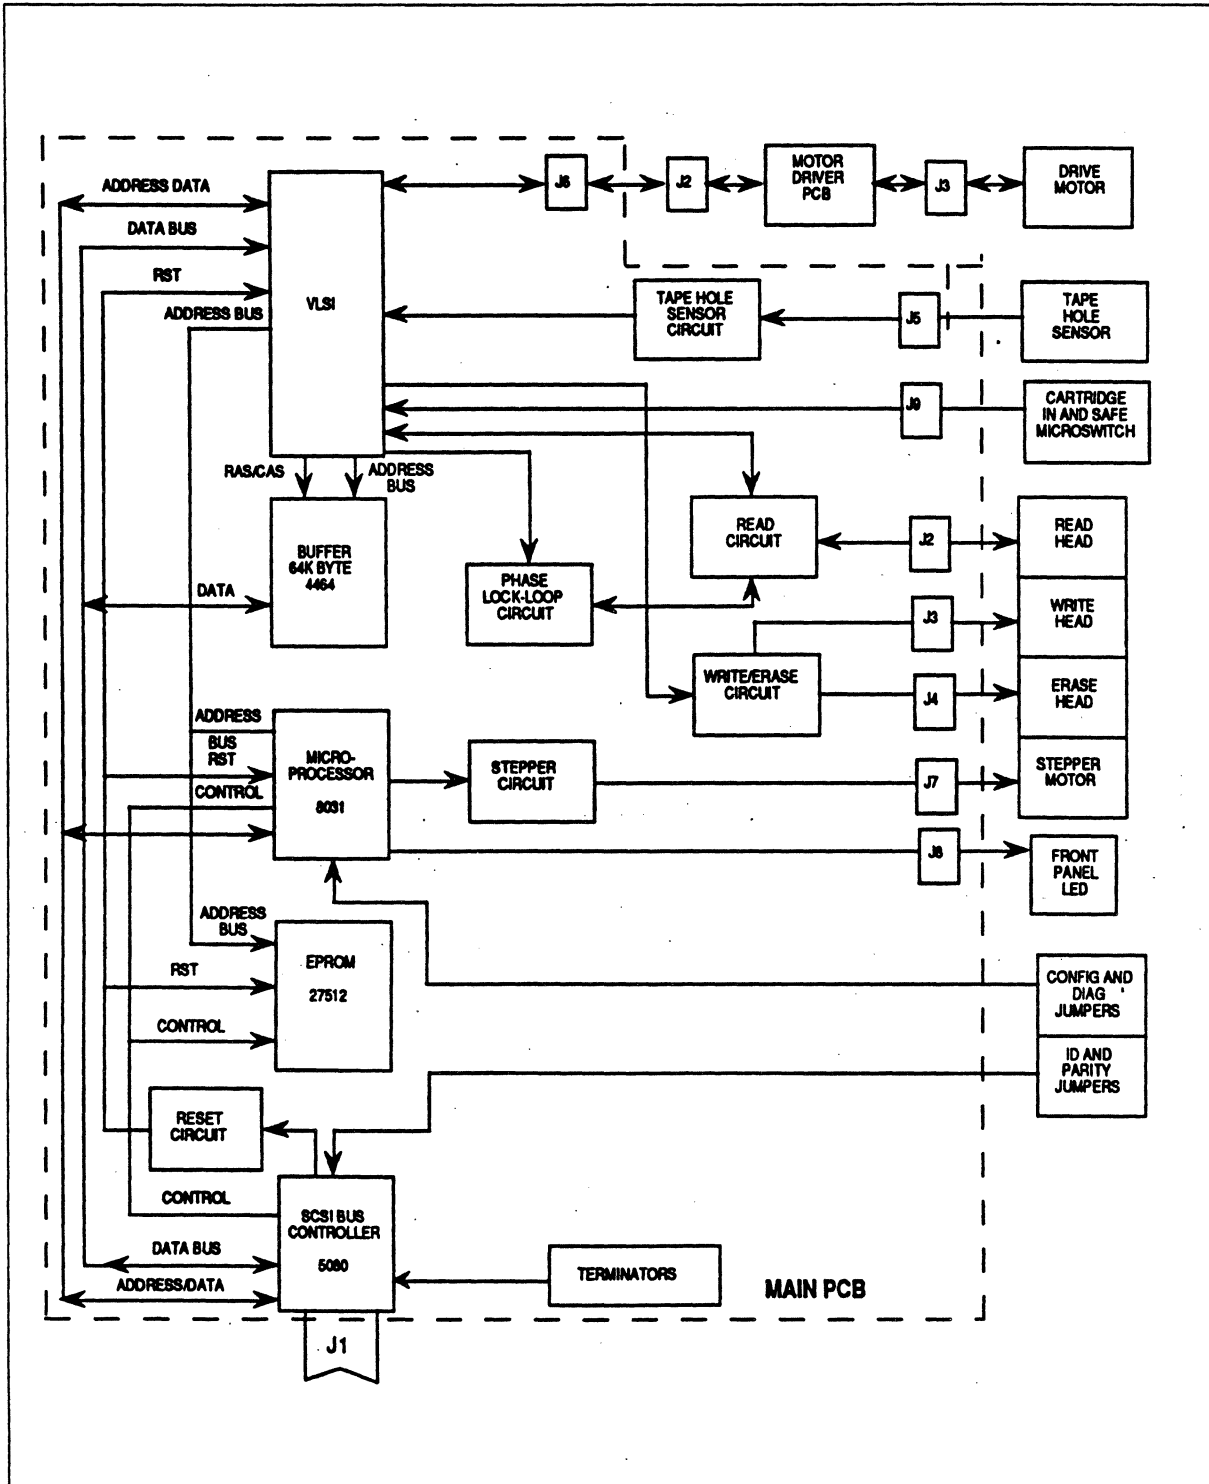 ADDRESS DATA
DATA BUS
RST
ADDRESS BUS
VLSI
J6
J2
MOTOR
DRIVER
PCB
J3
DRIVE
MOTOR
TAPE HOLE
SENSOR
CIRCUIT
J5
TAPE
HOLE
SENSOR
J9
CARTRIDGE
IN AND SAFE
MICROSWITCH
RAS/CAS
ADDRESS
BUS
BUFFER
64K BYTE
4464
DATA
PHASE
LOCK-LOOP
CIRCUIT
READ
CIRCUIT
J2
READ
HEAD
J3
WRITE
HEAD
WRITE/ERASE
CIRCUIT
J4
ERASE
HEAD
ADDRESS
BUS
RST
CONTROL
MICRO-
PROCESSOR
8031
STEPPER
CIRCUIT
J7
STEPPER
MOTOR
J8
FRONT
PANEL
LED
ADDRESS
BUS
RST
CONTROL
EPROM
27512
CONFIG AND
DIAG
JUMPERS
ID AND
PARITY
JUMPERS
RESET
CIRCUIT
CONTROL
DATA BUS
ADDRESS/DATA
SCSI BUS
CONTROLLER
5080
TERMINATORS
MAIN PCB
J1